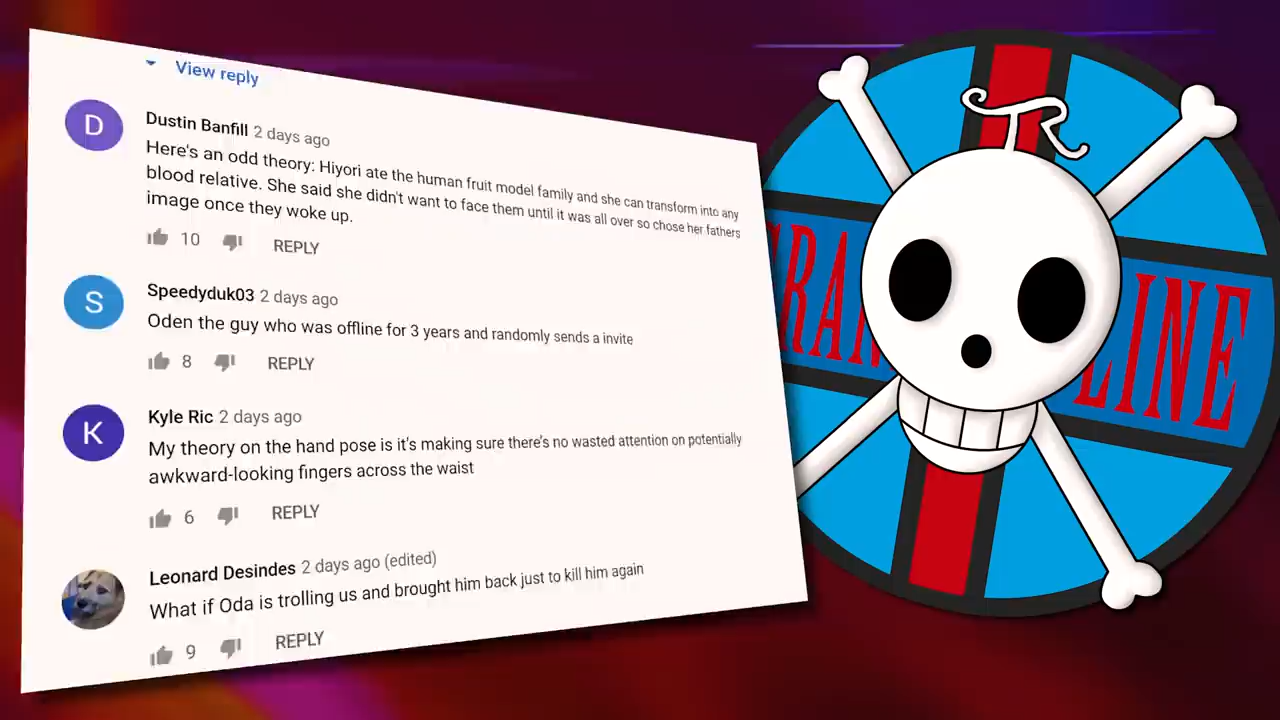 View reply
Dustin Banfill 2 days ago
Here's an odd theory: Hiyori ate the human fruit model family and she can transform into any
blood relative. She said she didn't want to face them until it was all over so chose her fathers
image once they woke up.
10 REPLY
Speedyduk03 2 days ago
Oden the guy who was offline for 3 years and randomly sends a invite
8 REPLY
Kyle Ric 2 days ago
My theory on the hand pose is it's making sure there's no wasted attention on potentially
awkward-looking fingers across the waist
6 REPLY
Leonard Desindes 2 days ago (edited)
What if Oda is trolling us and brought him back just to kill him again
9 REPLY
D
S
K
TR